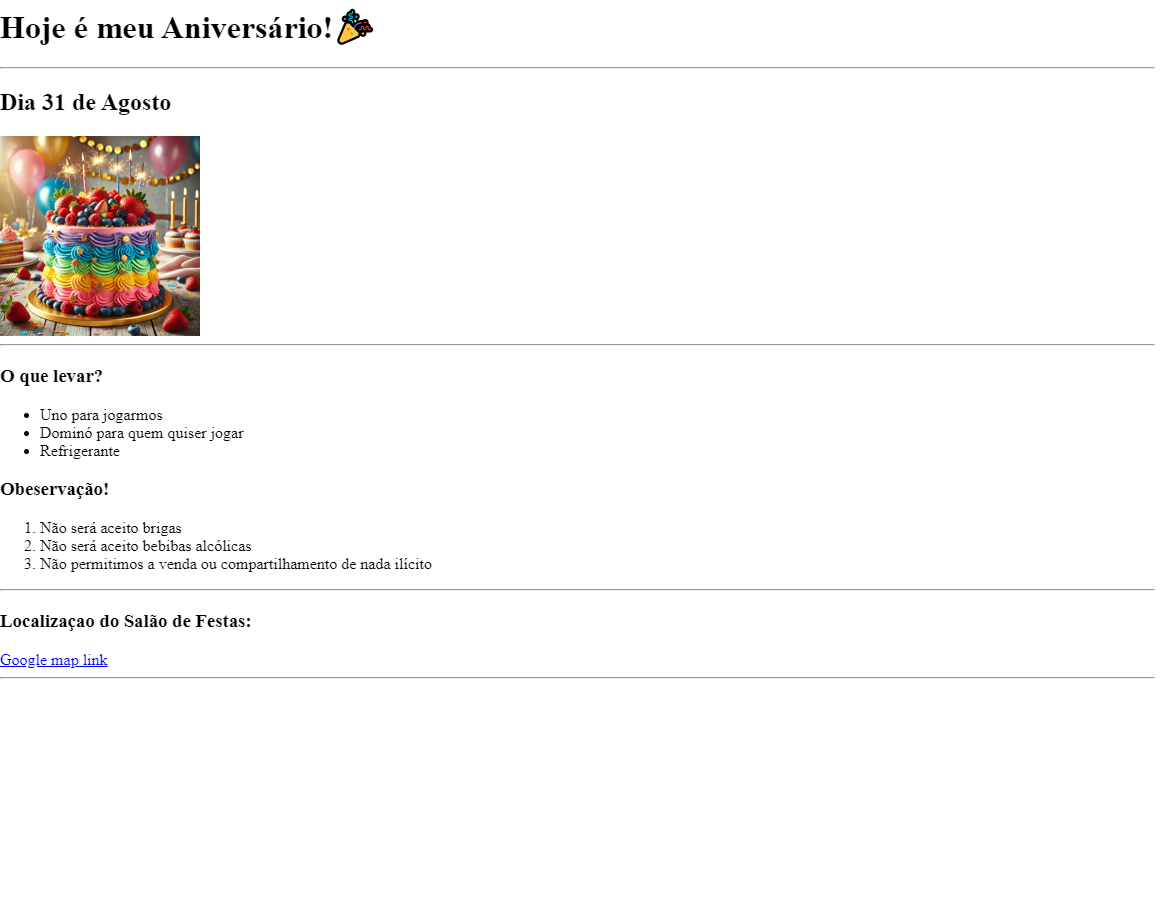 Hoje é meu Aniversário!
Dia 31 de Agosto
O que levar?
Uno para jogarmos
Dominó para quem quiser jogar
Refrigerante
Obeservação!
1. Não será aceito brigas
2. Não será aceito bebibas alcólicas
3. Não permitimos a venda ou compartilhamento de nada ilícito
Localizaçao do Salão de Festas:
Google map link